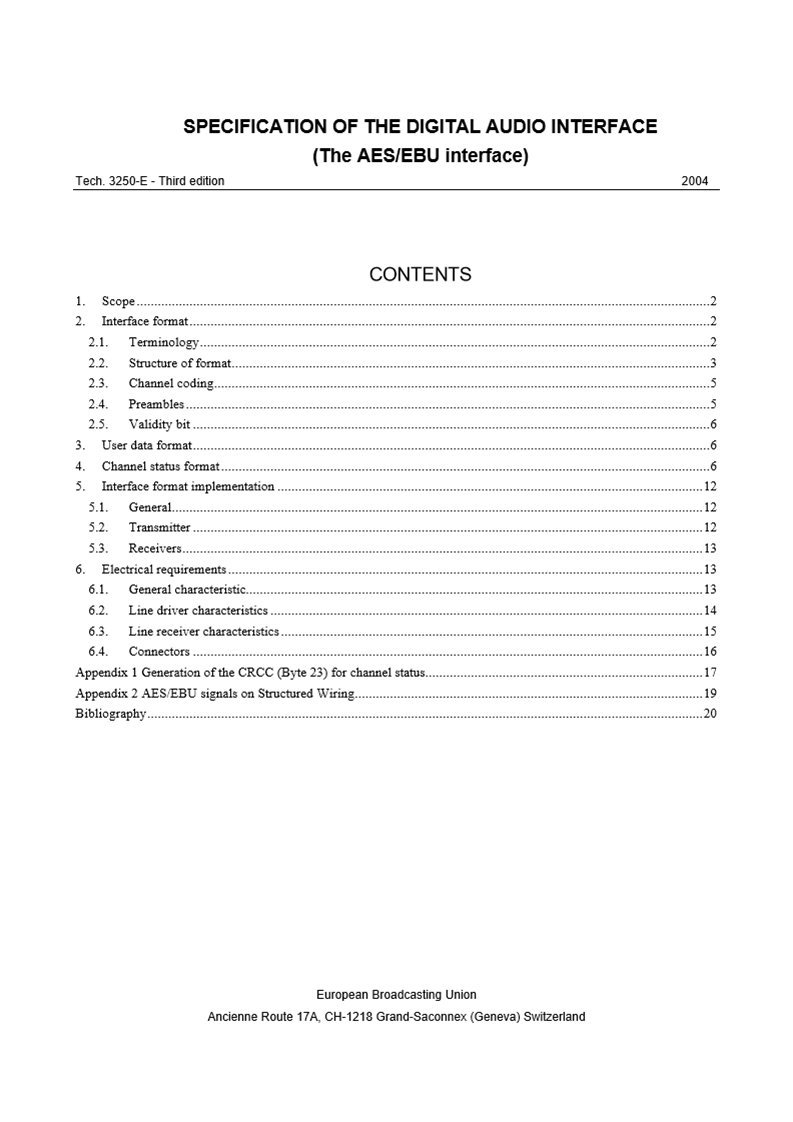 SPECIFICATION OF THE DIGITAL AUDIO INTERFACE
(The AES/EBU interface)
Tech. 3250-E - Third edition 2004
CONTENTS
1. Scope 2
2. Interface format 2
2.1. Terminology 2
2.2. Structure of format 3
2.3. Channel coding 5
2.4. Preambles 5
2.5. Validity bit 6
3. User data format 6
4. Channel status format 6
5. Interface format implementation 12
5.1. General 12
5.2. Transmitter 12
5.3. Receivers 13
6. Electrical requirements 13
6.1. General characteristic 13
6.2. Line driver characteristics 14
6.3. Line receiver characteristics 15
6.4. Connectors 16
Appendix 1 Generation of the CRCC (Byte 23) for channel status 17
Appendix 2 AES/EBU signals on Structured Wiring 19
Bibliography 20
European Broadcasting Union
Ancienne Route 17A, CH-1218 Grand-Saconnex (Geneva) Switzerland